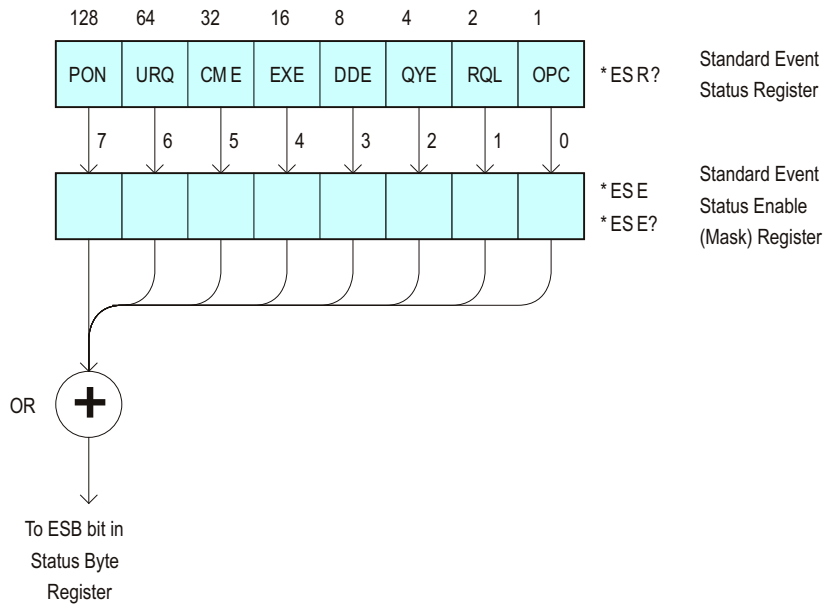 128 64 32 16 8 4 2 1
PON URQ CME EXE DDE QYE RQL OPC *ESR?
Standard Event
Status Register
7 6 5 4 3 2 1 0
*ESE
*ESE?
Standard Event
Status Enable
(Mask) Register
OR +
To ESB bit in
Status Byte
Register